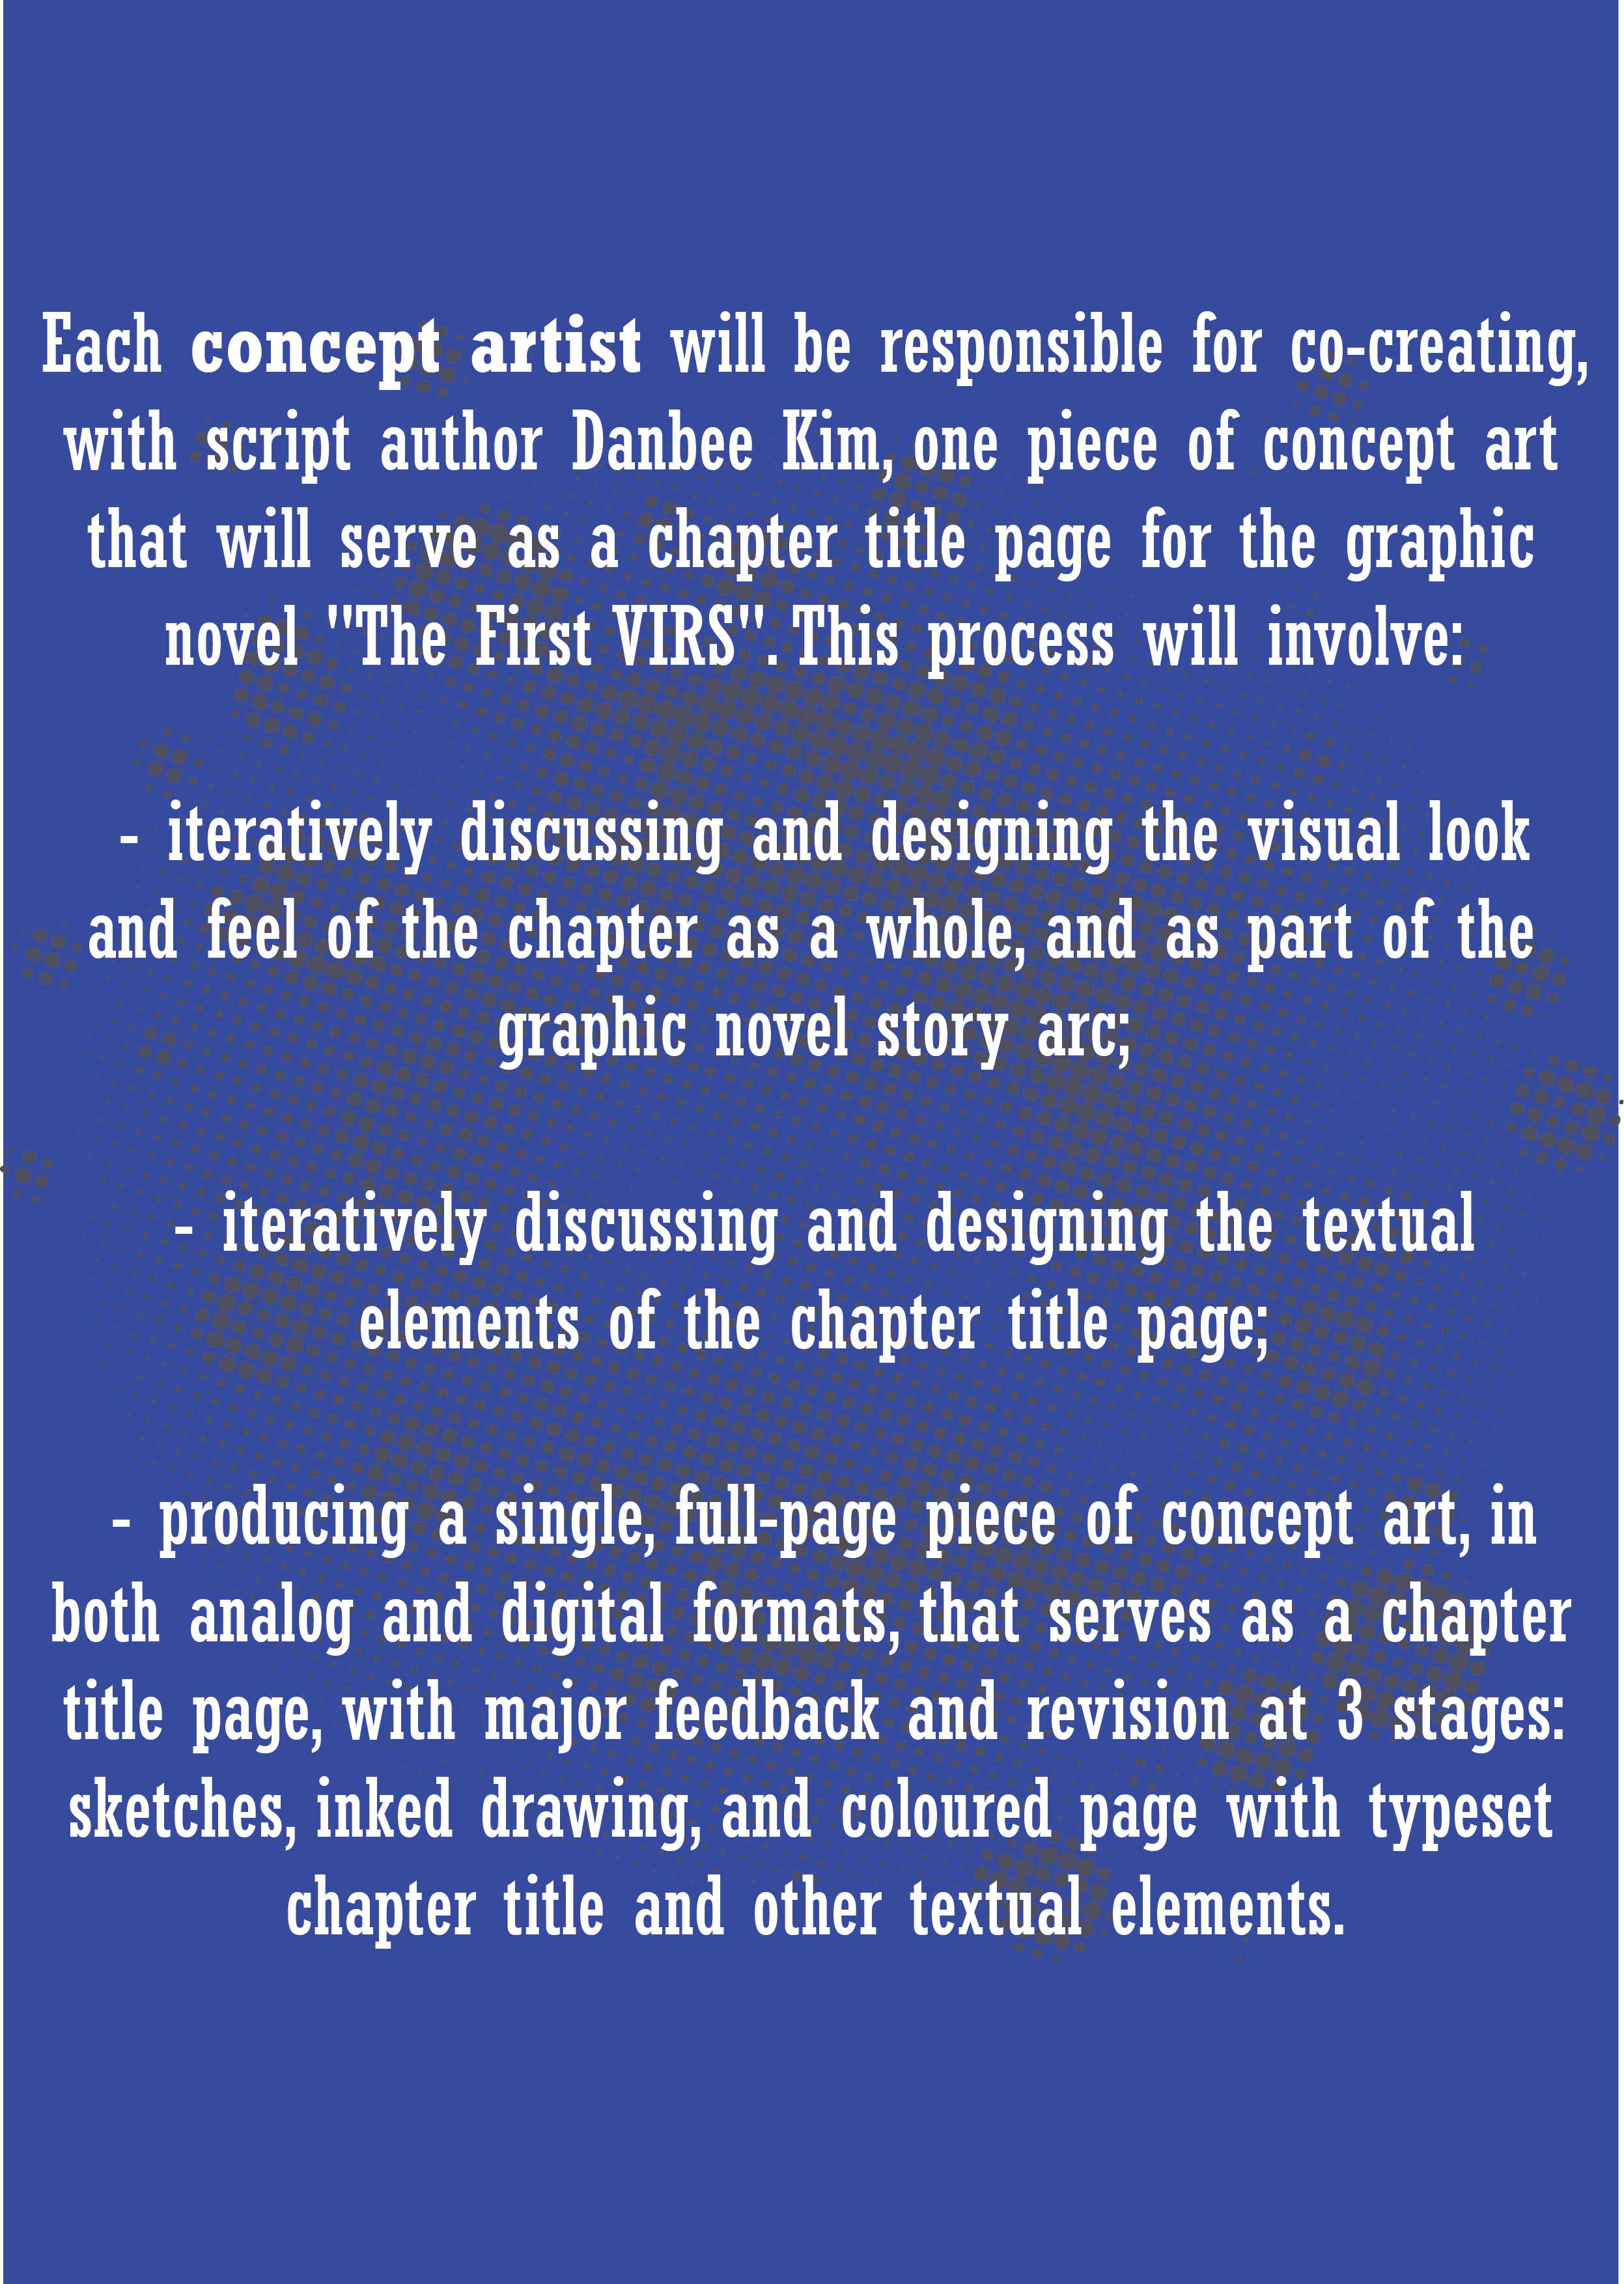 Each concept artist will be responsible for co-creating,
with script author Danbee Kim, one piece of concept art
that will serve as a chapter title page for the graphic
novel "The First VIRS". This process will involve:
- iteratively discussing and designing the visual look
and feel of the chapter as a whole, and as part of the
graphic novel story arc;
- iteratively discussing and designing the textual
elements of the chapter title page;
- producing a single, full-page piece of concept art, in
both analog and digital formats, that serves as a chapter
title page, with major feedback and revision at 3 stages:
sketches, inked drawing, and coloured page with typeset
chapter title and other textual elements.